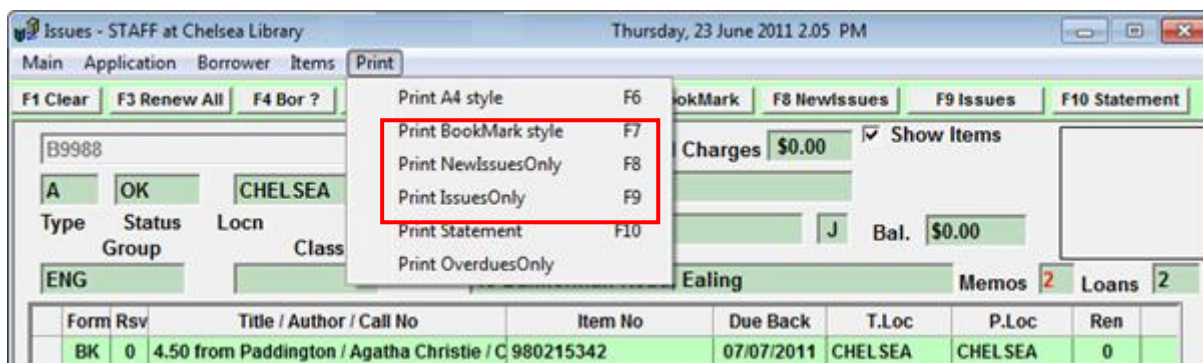 Issues - STAFF at Chelsea Library Thursday, 23 June 2011 2.05 PM
Main Application Borrower Items Print
F1 Clear F3 Renew All F4 Bor ? ookMark F8 NewIssues F9 Issues F10 Statement
Print A4 style F6
B9988 Print BookMark style F7 Charges $0.00 Show Items
Print NewIssuesOnly F8
A OK CHELSEA Print IssuesOnly F9
Type Status Locn Print Statement F10 J Bal. $0.00
Group Class
Print OverduesOnly
ENG Ealing Memos 2 Loans 2
Form Rsv Title / Author / Call No Item No Due Back T.Loc P.Loc Ren
BK 0 4.50 from Paddington / Agatha Christie / C 980215342 07/07/2011 CHELSEA CHELSEA 0